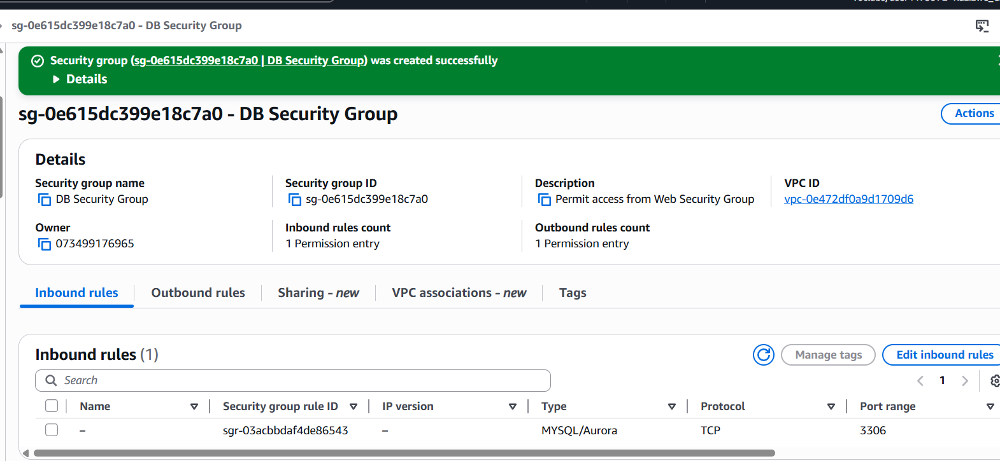 sg-0e615dc399e18c7a0 - DB Security Group
Security group (sg-0e615dc399e18c7a0 | DB Security Group) was created successfully
Details
sg-0e615dc399e18c7a0 - DB Security Group
Actions
Details
Security group name
DB Security Group
Security group ID
sg-0e615dc399e18c7a0
Description
Permit access from Web Security Group
VPC ID
vpc-0e472df0a9d1709d6
Owner
073499176965
Inbound rules count
1 Permission entry
Outbound rules count
1 Permission entry
Inbound rules
Outbound rules
Sharing - new
VPC associations - new
Tags
Inbound rules (1)
Manage tags
Edit inbound rules
Search
1
Name
Security group rule ID
IP version
Type
Protocol
Port range
–
sgr-03acbbdaf4de86543
–
MYSQL/Aurora
TCP
3306